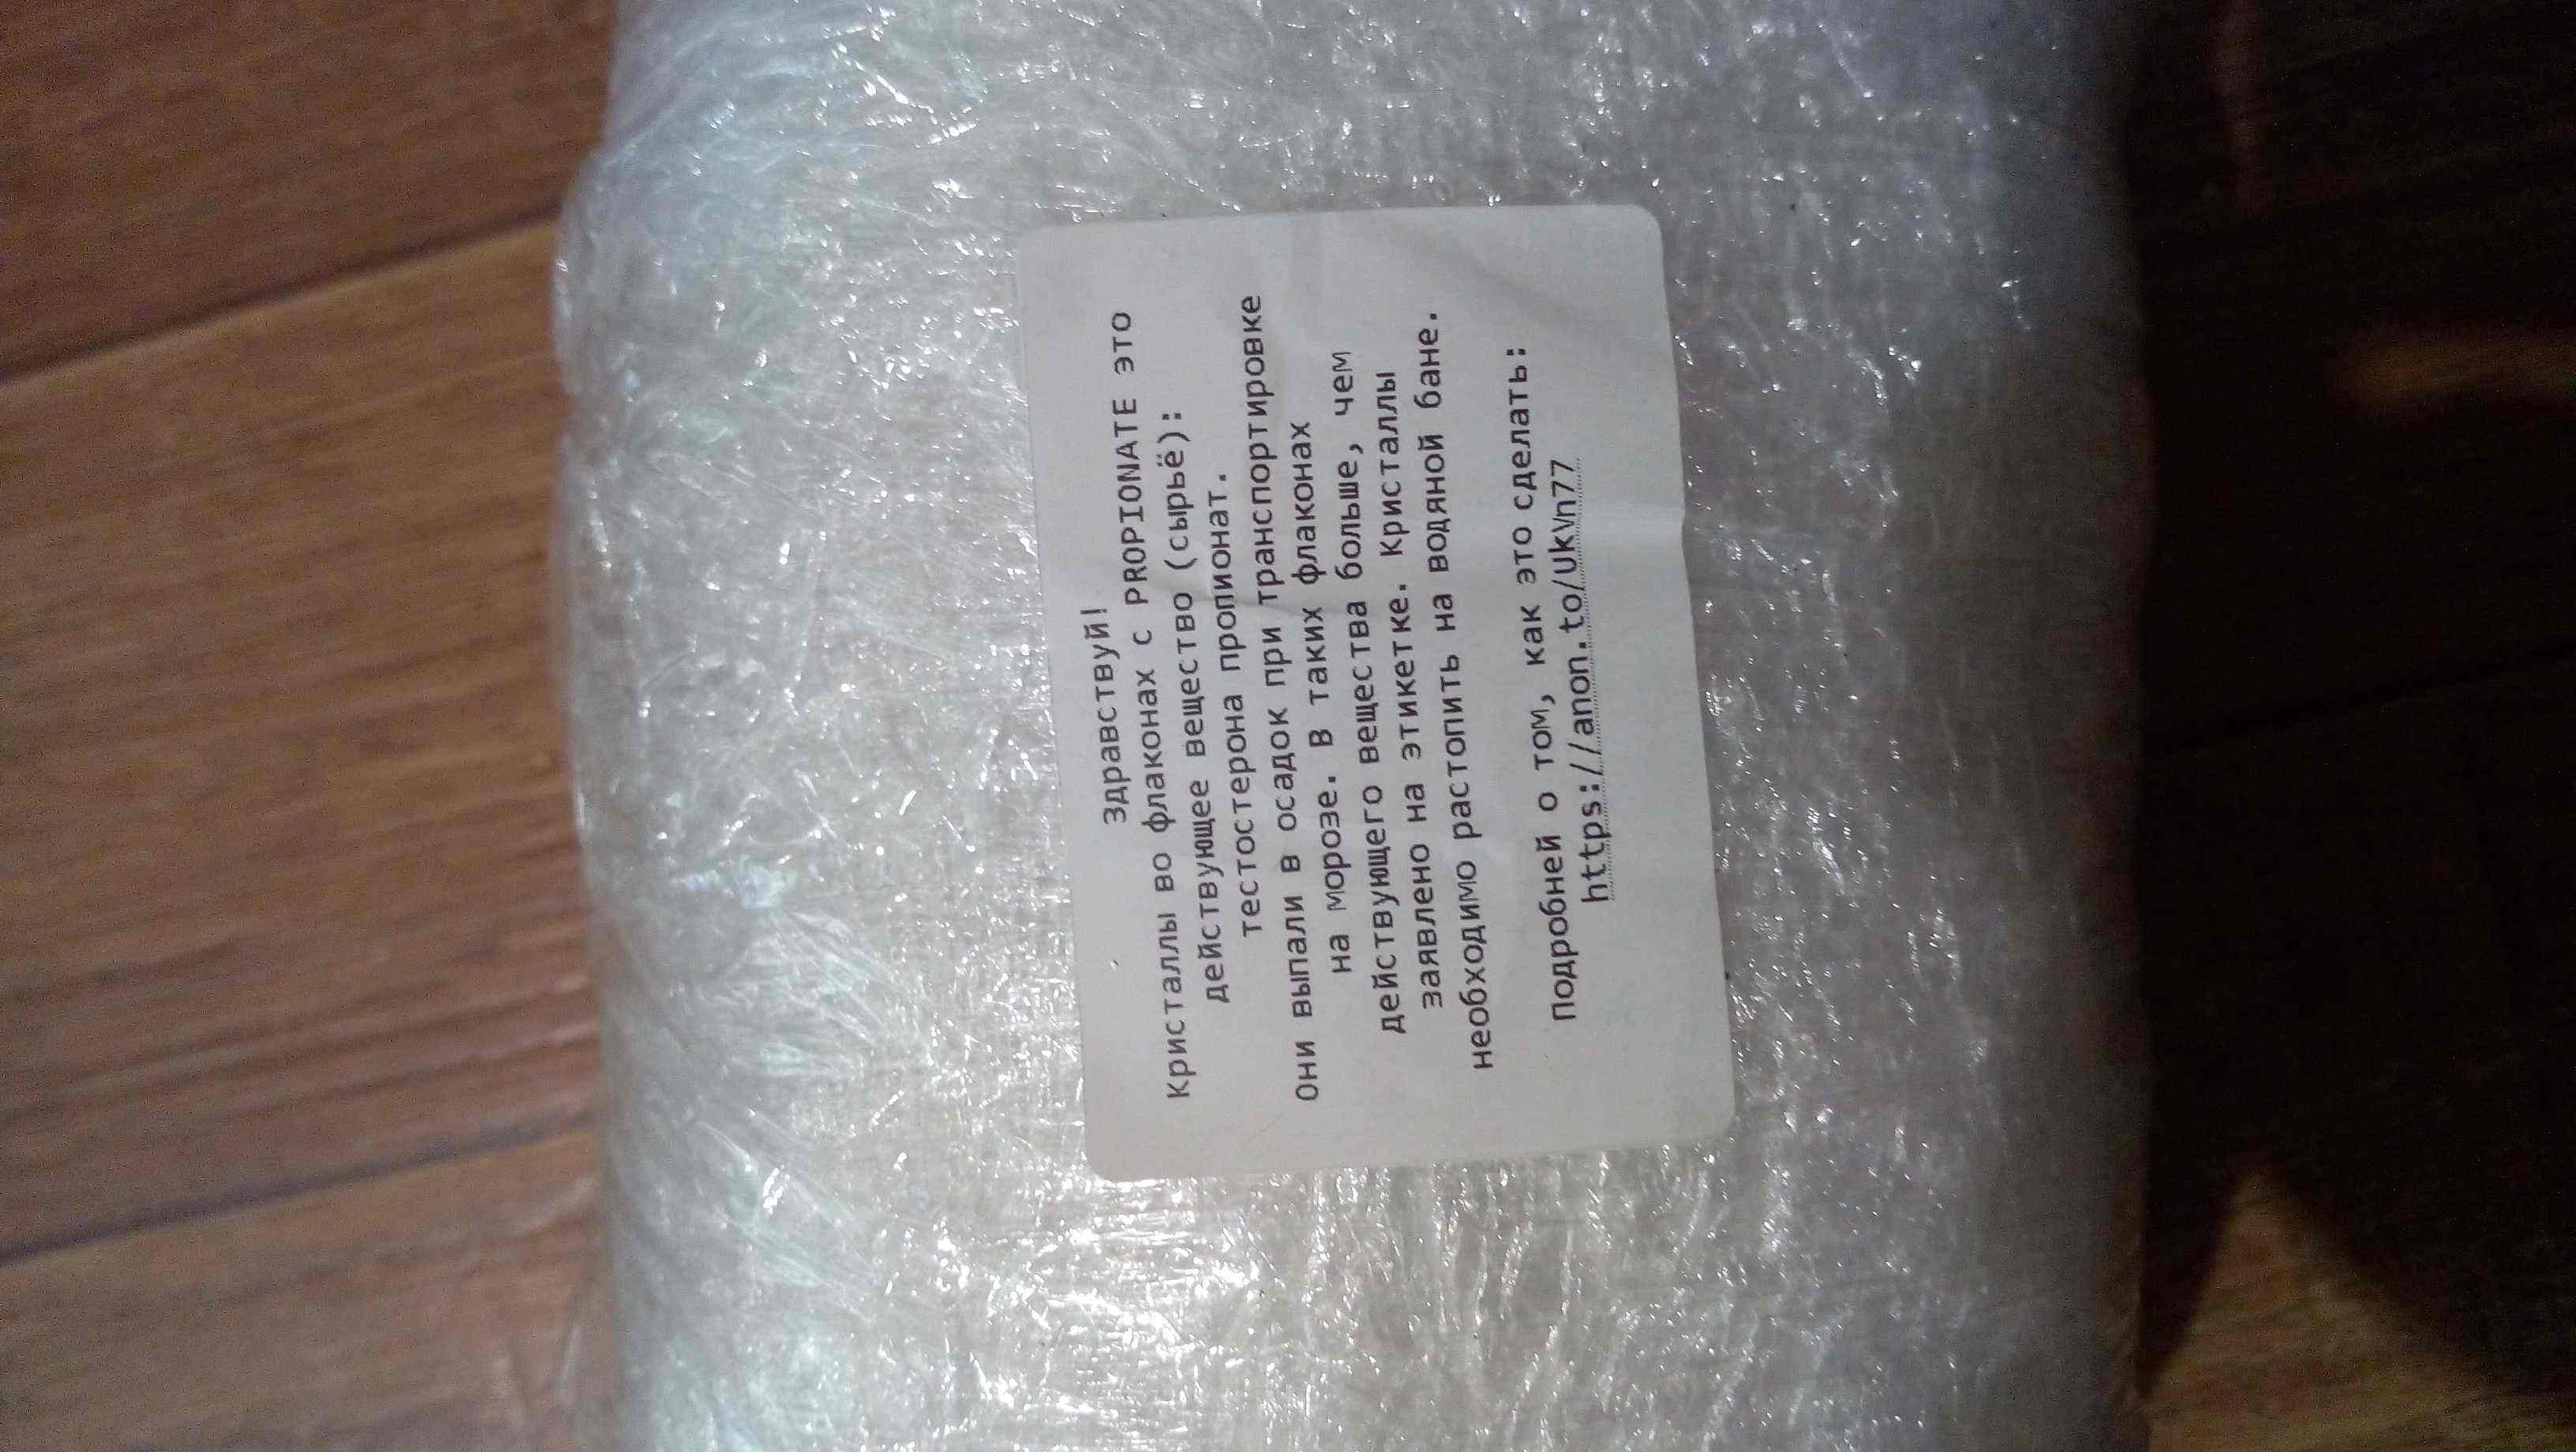 Здравствуй!
Кристаллы во флаконах с PROPIONATE это
действующее вещество (сырьё):
тестостерона пропионат.
Они выпали в осадок при транспортировке
на морозе. В таких флаконах
действующего вещества больше, чем
заявлено на этикетке. Кристаллы
необходимо растопить на водяной бане.
Подробней о том, как это сделать:
https://anon.to/UkVn77